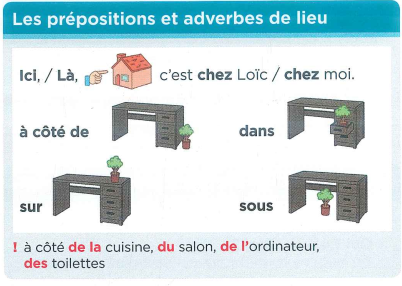 Les prépositions et adverbes de lieu
Ici, / Là, c'est chez Loïc / chez moi.
à côté de
dans
sur
sous
! à côté de la cuisine, du salon, de l'ordinateur,
des toilettes